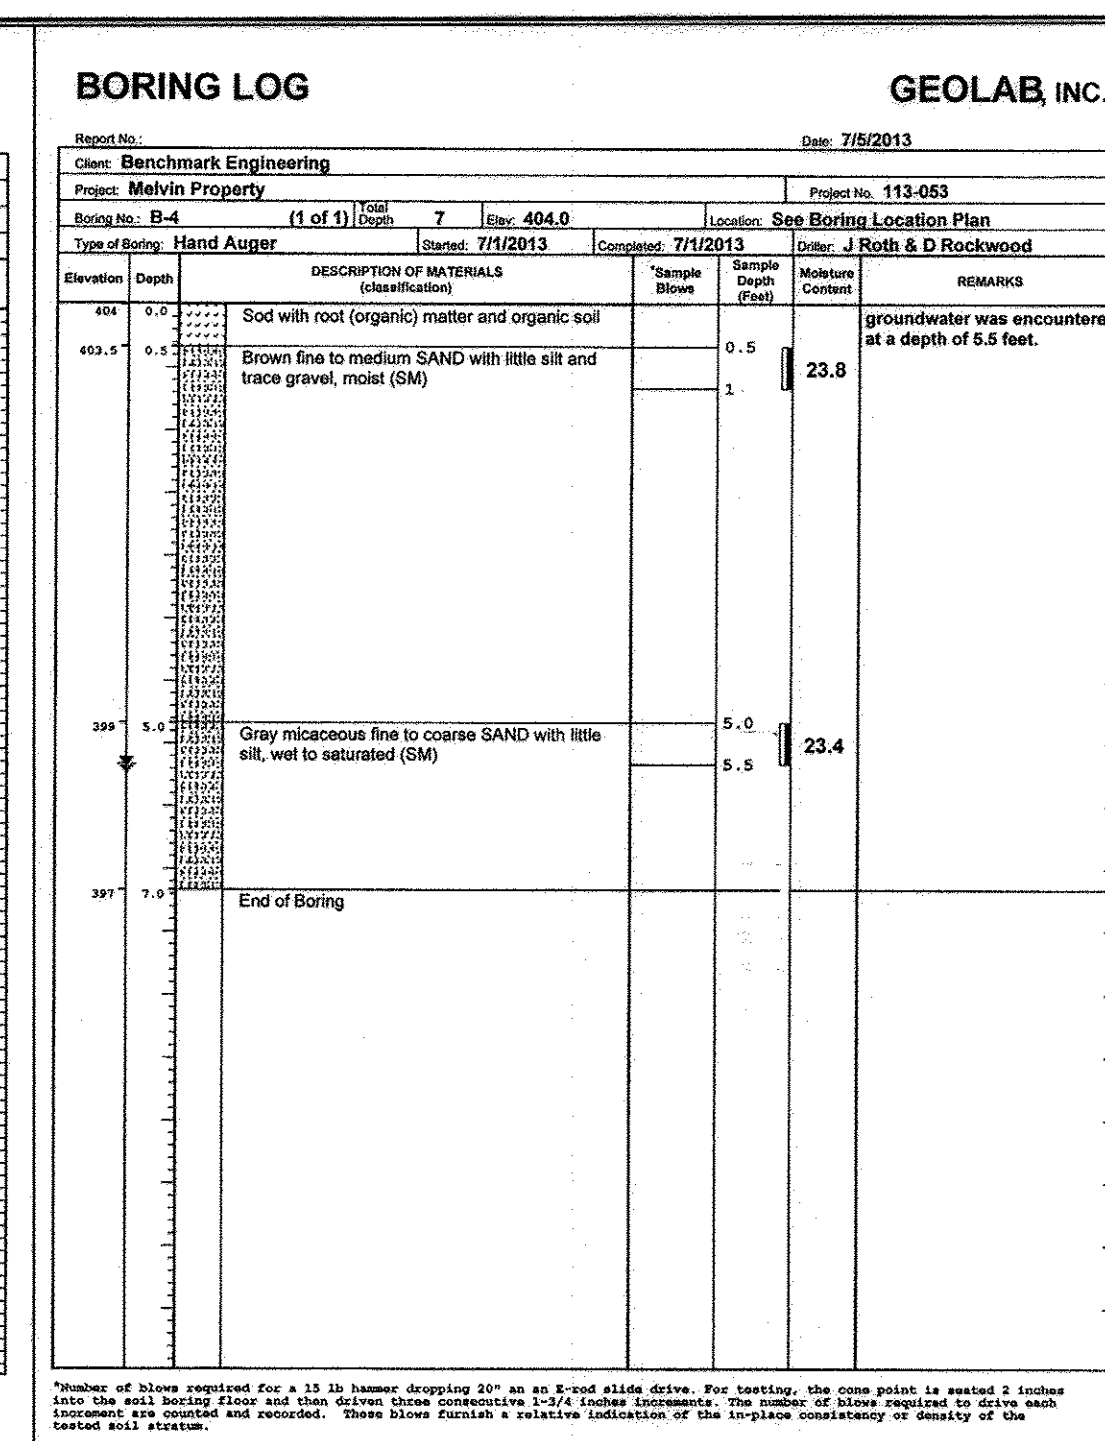 BORING LOG GEOLAB, INC.
Report No.: Date: 7/5/2013
Client: Benchmark Engineering
Project: Melvin Property Project No. 113-053
Boring No.: B-4 (1 of 1) Total Depth 7 Elev: 404.0 Location: See Boring Location Plan
Type of Boring: Hand Auger Started: 7/1/2013 Completed: 7/1/2013 Driller: J Roth & D Rockwood
Elevation Depth DESCRIPTION OF MATERIALS (classification) *Sample Blows Sample Depth (Feet) Moisture Content REMARKS
404 0.0 Sod with root (organic) matter and organic soil groundwater was encountere
at a depth of 5.5 feet.
403.5 0.5 Brown fine to medium SAND with little silt and 0.5
trace gravel, moist (SM) 1 23.8
399 5.0 Gray micaceous fine to coarse SAND with little 5.0
silt, wet to saturated (SM) 5.5 23.4
397 7.0 End of Boring
*Number of blows required for a 15 lb hammer dropping 20" an an E-rod slide drive. For testing, the cone point is seated 2 inches
into the soil boring floor and then driven three consecutive 1-3/4 inches increments. The number of blows required to drive each
increment are counted and recorded. These blows furnish a relative indication of the in-place consistency or density of the
tested soil stratum.